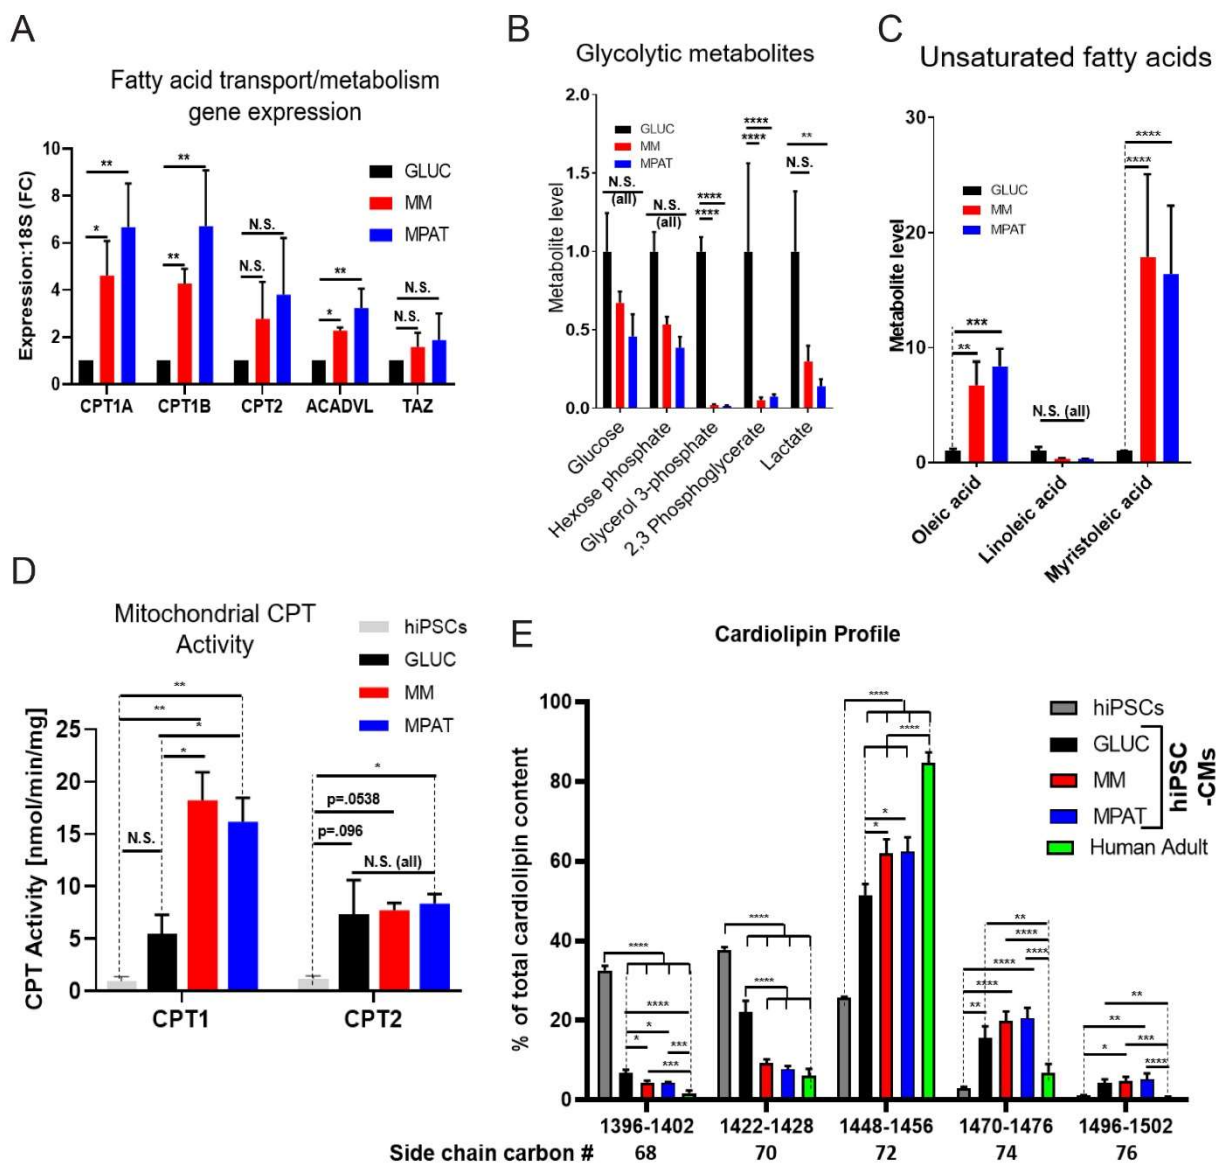 A
Fatty acid transport/metabolism
gene expression
Expression:18S (FC)
10
8
6
4
2
0
GLUC
MM
MPAT
**
*
**
**
N.S.
N.S.
**
*
N.S.
N.S.
CPT1A CPT1B CPT2 ACADVL TAZ
B
Glycolytic metabolites
Metabolite level
2.0
1.5
1.0
0.5
0.0
GLUC
MM
MPAT
N.S.
(all)
N.S.
(all)
****
****
****
****
**
N.S.
Glucose
Hexose phosphate
Glycerol 3-phosphate
2,3 Phosphoglycerate
Lactate
C
Unsaturated fatty acids
Metabolite level
30
20
10
0
GLUC
MM
MPAT
***
**
N.S. (all)
****
****
Oleic acid
Linoleic acid
Myristoleic acid
D
Mitochondrial CPT
Activity
hiPSCs
GLUC
MM
MPAT
CPT Activity [nmol/min/mg]
25
20
15
10
5
0
**
**
*
*
N.S.
*
p=.0538
p=.096
N.S. (all)
CPT1 CPT2
E
Cardiolipin Profile
% of total cardiolipin content
100
80
60
40
20
0
hiPSCs
GLUC
MM
MPAT
hiPSC
-CMs
Human Adult
****
****
*
***
*
***
****
****
****
****
*
*
**
****
****
****
****
**
**
**
***
*
****
1396-1402 1422-1428 1448-1456 1470-1476 1496-1502
Side chain carbon # 68 70 72 74 76